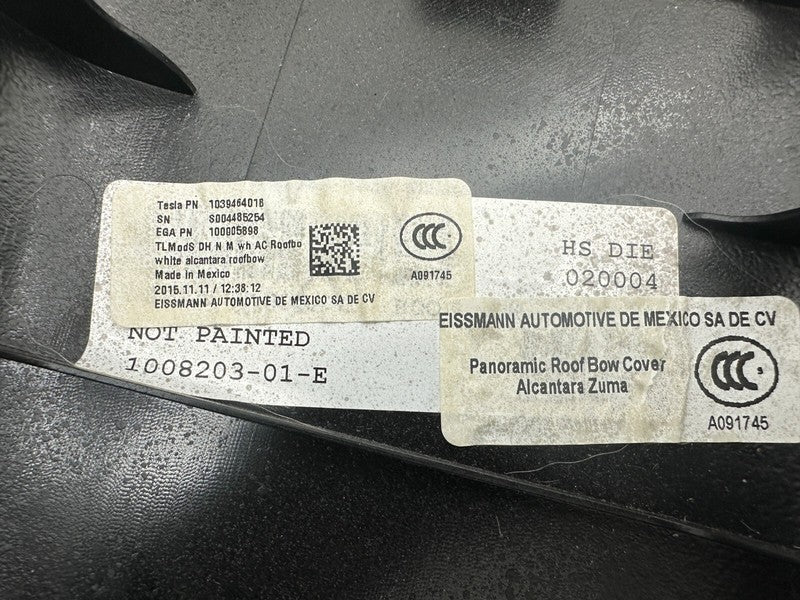 Tesla PN 1039464018
SN S004485254
EGA PN 100005898
TLModS DH N M wh AC Roofbo
white alcantara roofbow
Made in Mexico
2015.11.11 / 12:38:12
EISSMANN AUTOMOTIVE DE MEXICO SA DE CV
CCC
A091745
HS DIE
020004
NOT PAINTED
1008203-01-E
EISSMANN AUTOMOTIVE DE MEXICO SA DE CV
Panoramic Roof Bow Cover
Alcantara Zuma
CCC
A091745